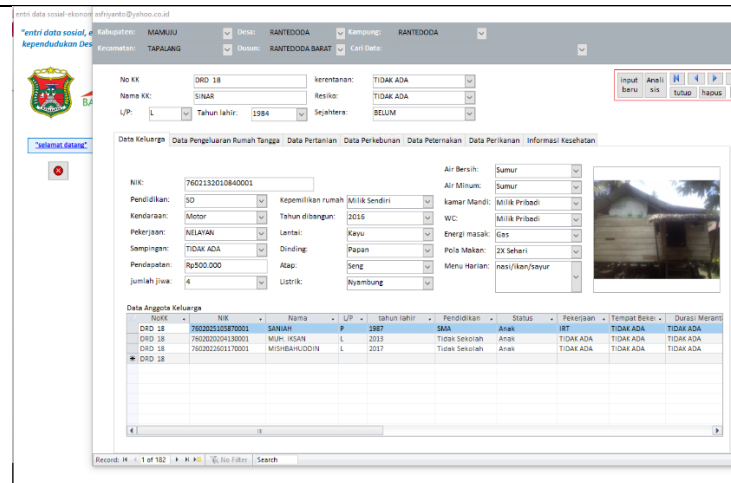 entri data sosial-ekonom asfriyanto@yahoo.co.id
"entri data sosial, e
kependudukan Des
BA
"selamat datang"
Kabupaten: MAMUJU Desa: RANTEDODA Kampung: RANTEDODA
Kecamatan: TAPALANG Dusun: RANTEDODA BARAT Cari Data:
No KK DRD 18 kerentanan: TIDAK ADA
Nama KK: SINAR Resiko: TIDAK ADA
L/P: L Tahun lahir: 1984 Sejahtera: BELUM
input baru Anali sis
tutup hapus
Data Keluarga Data Pengeluaran Rumah Tangga Data Pertanian Data Perkebunan Data Peternakan Data Perikanan Informasi Kesehatan
Air Bersih: Sumur
NIK: 7602132010840001 Air Minum: Sumur
Pendidikan: SD Kepemilikan rumah Milik Sendiri kamar Mandi: Milik Pribadi
Kendaraan: Motor Tahun dibangun: 2016 WC: Milik Pribadi
Pekerjaan: NELAYAN Lantai: Kayu Energi masak: Gas
Sampingan: TIDAK ADA Dinding: Papan Pola Makan: 2X Sehari
Pendapatan: Rp500.000 Atap: Seng Menu Harian: nasi/ikan/sayur
jumlah jiwa: 4 Listrik: Nyambung
Data Anggota Keluarga
NoKK NIK Nama L/P tahun lahir Pendidikan Status Pekerjaan Tempat Beker Durasi Meranta
DRD 18 7602025105870001 SANIAH P 1987 SMA Anak IRT TIDAK ADA TIDAK ADA
DRD 18 7602020204130001 MUH. IKSAN L 2013 Tidak Sekolah Anak TIDAK ADA TIDAK ADA TIDAK ADA
DRD 18 7602022601170001 MISHBAHUDDIN L 2017 Tidak Sekolah Anak TIDAK ADA TIDAK ADA TIDAK ADA
DRD 18
Record: 1 of 182 No Filter Search